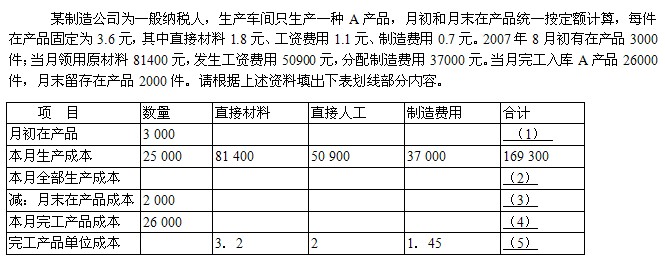 某制造公司为一般纳税人，生产车间只生产一种 A 产品，月初和月末在产品统一按定额计算，每件
在产品固定为 3.6 元，其中直接材料 1.8 元、工资费用 1.1 元、制造费用 0.7 元。2007 年 8 月初有在产品 3000
件；当月领用原材料 81400 元，发生工资费用 50900 元，分配制造费用 37000 元。当月完工入库 A 产品 26000
件，月末留存在产品 2000 件。请根据上述资料填出下表划线部分内容。
项 目 数量 直接材料 直接人工 制造费用 合计
月初在产品 3 000 （1）
本月生产成本 25 000 81 400 50 900 37 000 169 300
本月全部生产成本 （2）
减：月末在产品成本 2 000 （3）
本月完工产品成本 26 000 （4）
完工产品单位成本 3．2 2 1．45 （5）